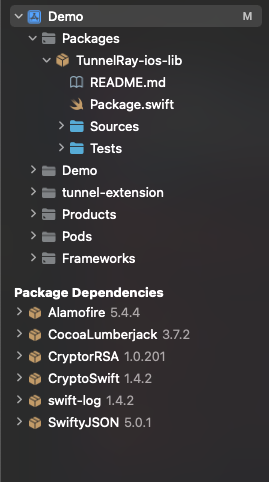 Demo M
Packages
TunnelRay-ios-lib
README.md
Package.swift
Sources
Tests
Demo
tunnel-extension
Products
Pods
Frameworks
Package Dependencies
Alamofire 5.4.4
CocoaLumberjack 3.7.2
CryptorRSA 1.0.201
CryptoSwift 1.4.2
swift-log 1.4.2
SwiftyJSON 5.0.1